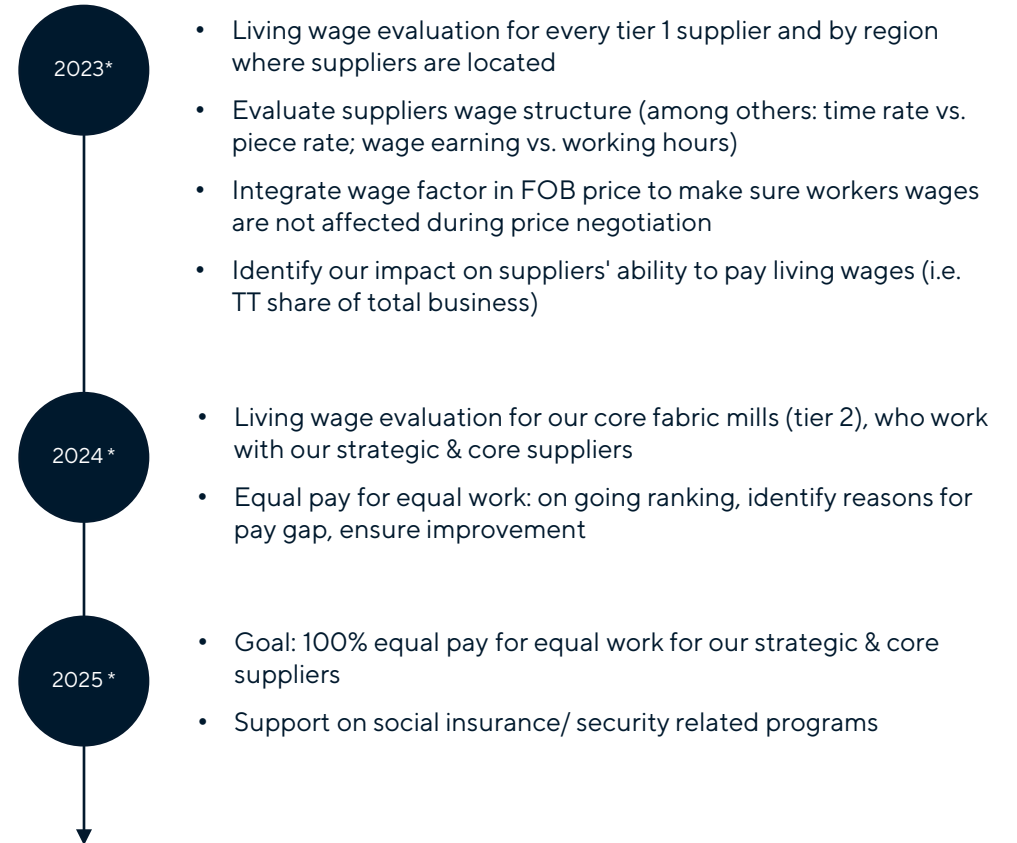 2023*
• Living wage evaluation for every tier 1 supplier and by region
where suppliers are located
• Evaluate suppliers wage structure (among others: time rate vs.
piece rate; wage earning vs. working hours)
• Integrate wage factor in FOB price to make sure workers wages
are not affected during price negotiation
• Identify our impact on suppliers' ability to pay living wages (i.e.
TT share of total business)
2024*
• Living wage evaluation for our core fabric mills (tier 2), who work
with our strategic & core suppliers
• Equal pay for equal work: on going ranking, identify reasons for
pay gap, ensure improvement
2025*
• Goal: 100% equal pay for equal work for our strategic & core
suppliers
• Support on social insurance/ security related programs